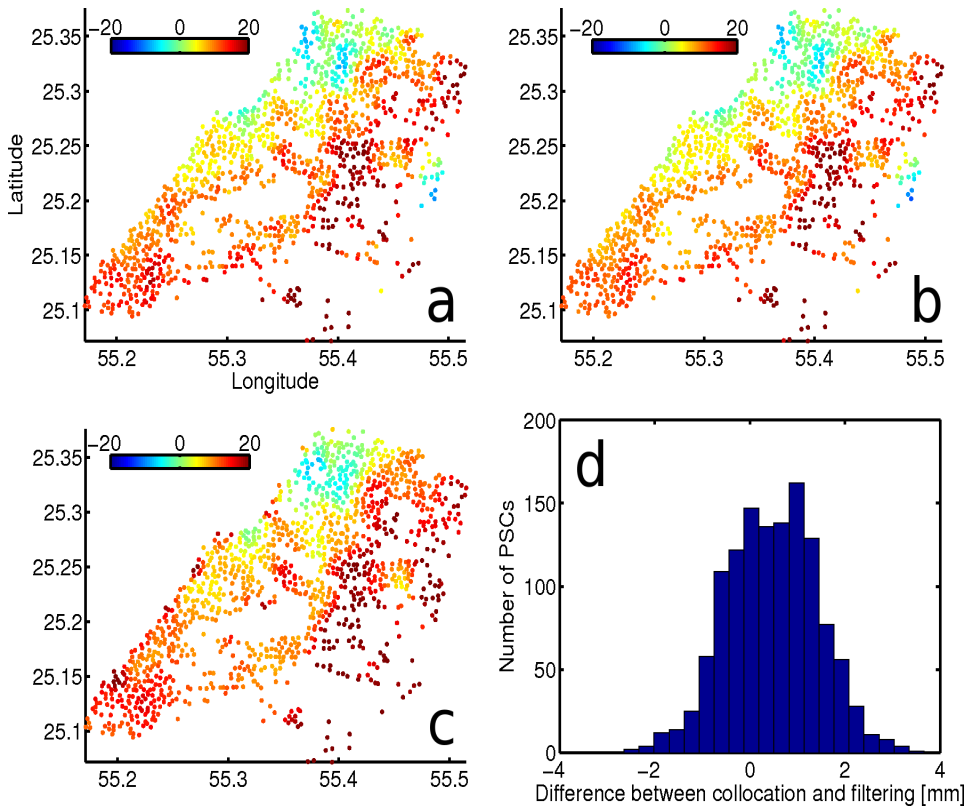 −20 0 20
25.35
25.3
25.25
25.2
25.15
25.1
Latitude
55.2 55.3 55.4 55.5
Longitude
a
−20 0 20
25.35
25.3
25.25
25.2
25.15
25.1
55.2 55.3 55.4 55.5
b
−20 0 20
25.35
25.3
25.25
25.2
25.15
25.1
55.2 55.3 55.4 55.5
c
200
150
100
50
0
Number of PSCs
−4 −2 0 2 4
Difference between collocation and filtering [mm]
d